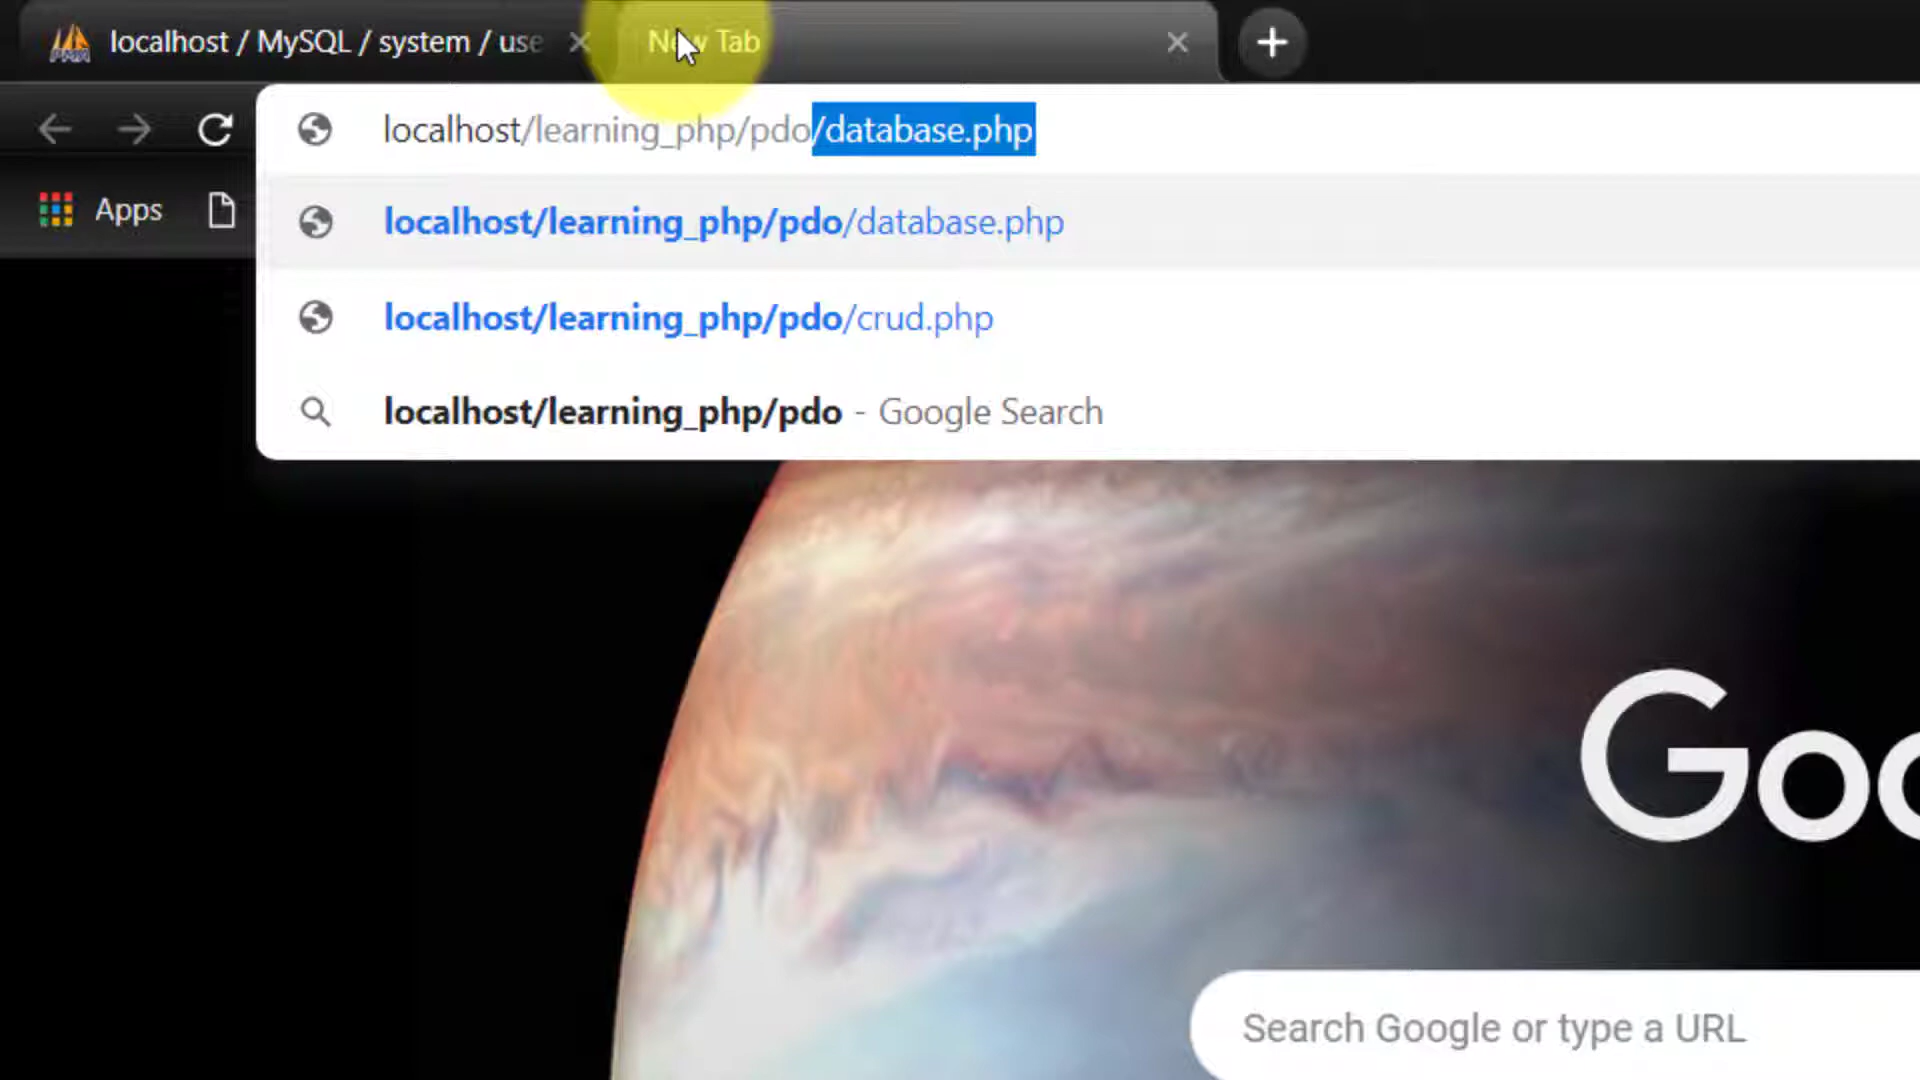 localhost / MySQL / system / use
New Tab
localhost/learning_php/pdo/database.php
Apps
localhost/learning_php/pdo/database.php
localhost/learning_php/pdo/crud.php
localhost/learning_php/pdo - Google Search
Goo
Search Google or type a URL